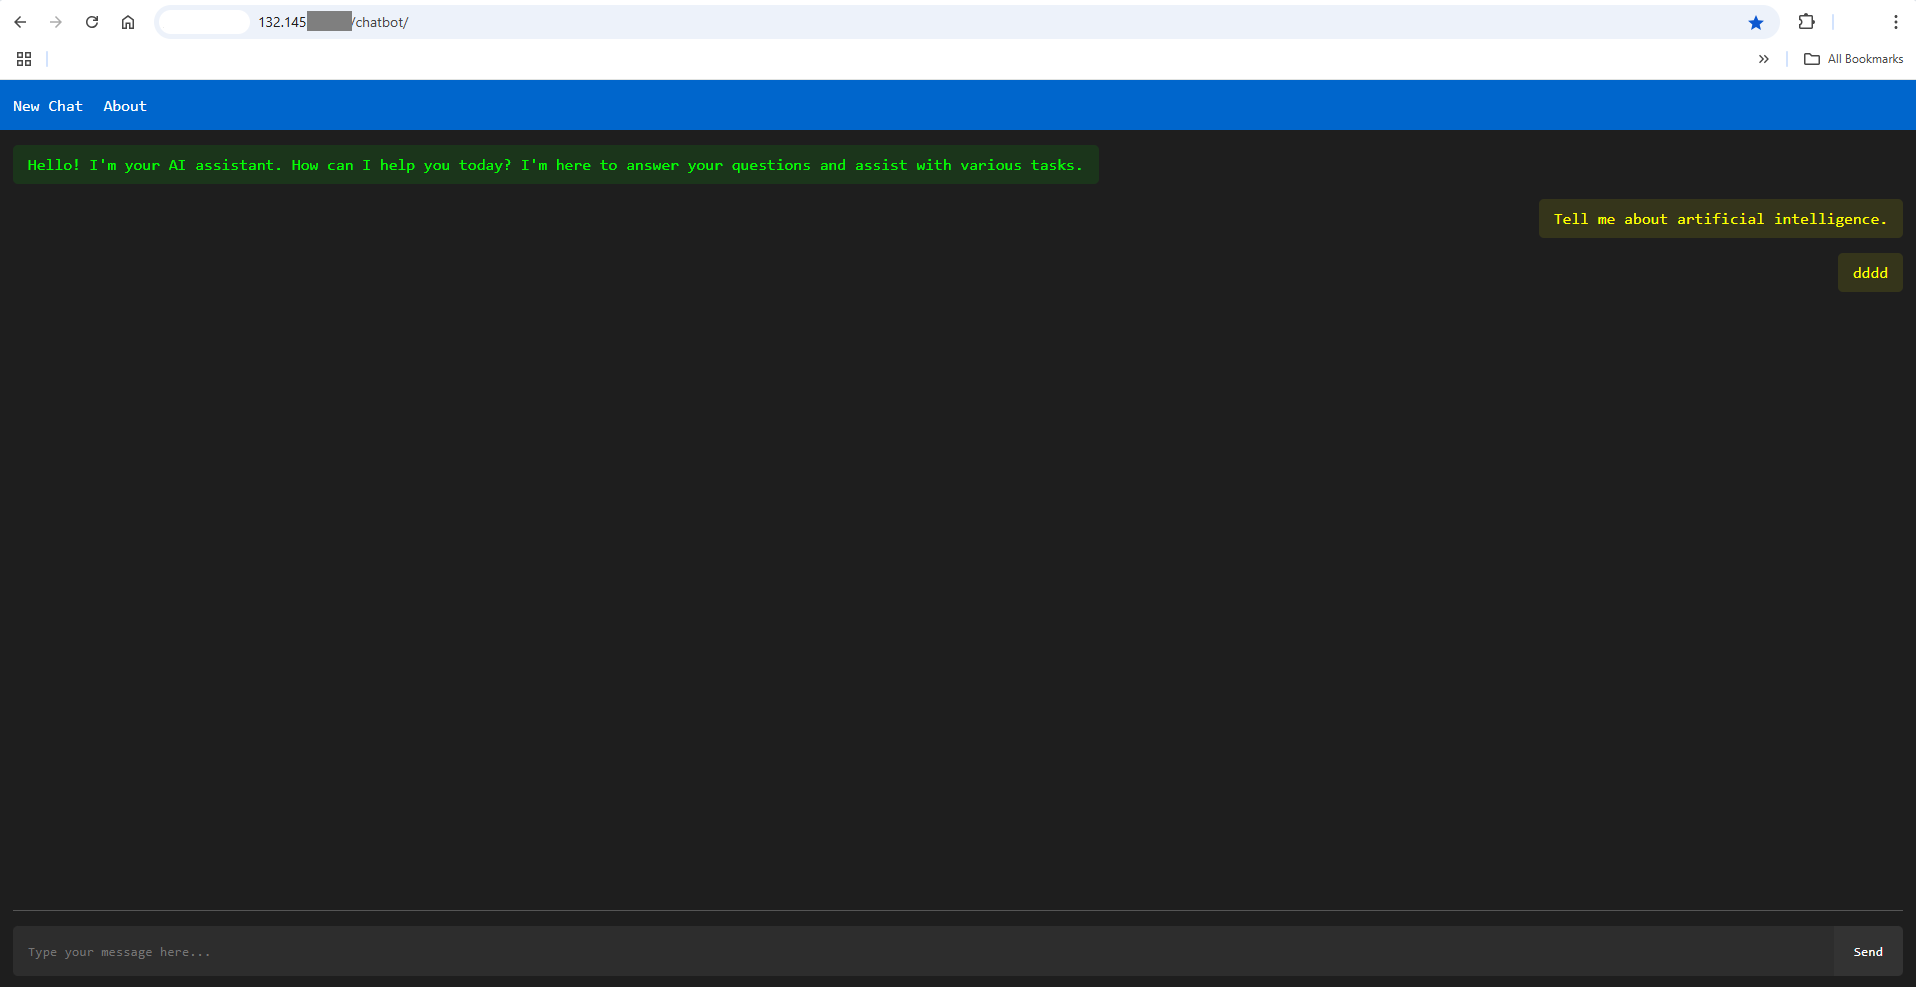 132.145 /chatbot/
All Bookmarks
New Chat About
Hello! I'm your AI assistant. How can I help you today? I'm here to answer your questions and assist with various tasks.
Tell me about artificial intelligence.
dddd
Type your message here...
Send